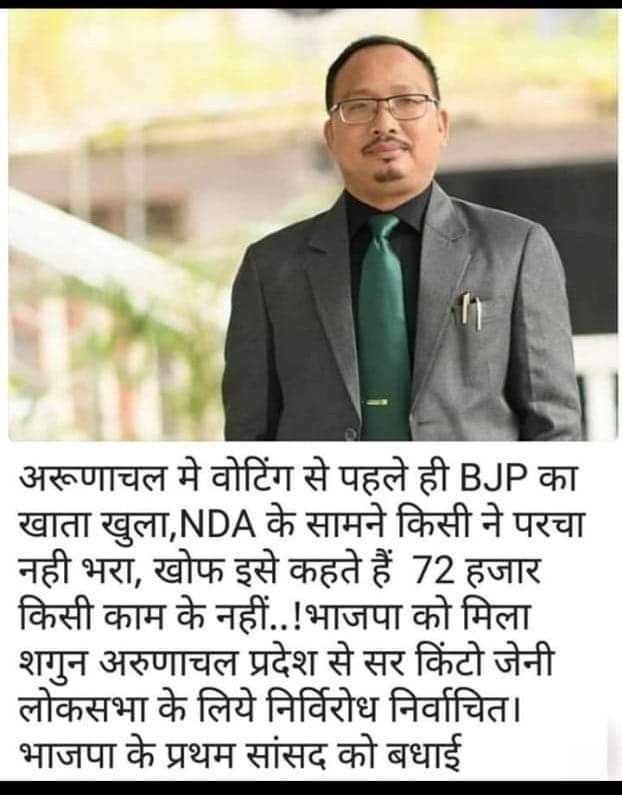 अरूणाचल मे वोटिंग से पहले ही BJP का
खाता खुला,NDA के सामने किसी ने परचा
नही भरा, खोफ इसे कहते हैं 72 हजार
किसी काम के नहीं..!भाजपा को मिला
शगुन अरुणाचल प्रदेश से सर किंटो जेनी
लोकसभा के लिये निर्विरोध निर्वाचित।
भाजपा के प्रथम सांसद को बधाई